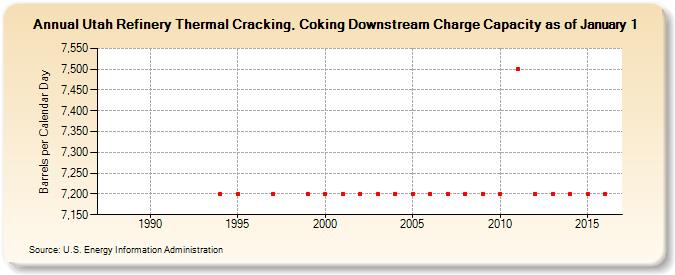 Annual Utah Refinery Thermal Cracking, Coking Downstream Charge Capacity as of January 1
Barrels per Calendar Day
7,550
7,500
7,450
7,400
7,350
7,300
7,250
7,200
7,150
1990 1995 2000 2005 2010 2015
Source: U.S. Energy Information Administration